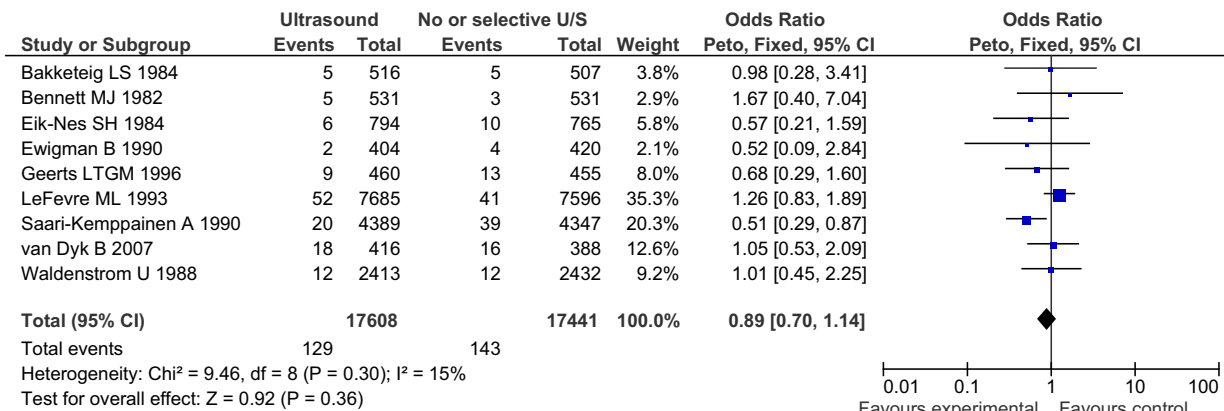 Ultrasound No or selective U/S Odds Ratio Odds Ratio
Study or Subgroup Events Total Events Total Weight Peto, Fixed, 95% CI Peto, Fixed, 95% CI
Bakketeig LS 1984 5 516 5 507 3.8% 0.98 [0.28, 3.41]
Bennett MJ 1982 5 531 3 531 2.9% 1.67 [0.40, 7.04]
Eik-Nes SH 1984 6 794 10 765 5.8% 0.57 [0.21, 1.59]
Ewigman B 1990 2 404 4 420 2.1% 0.52 [0.09, 2.84]
Geerts LTGM 1996 9 460 13 455 8.0% 0.68 [0.29, 1.60]
LeFevre ML 1993 52 7685 41 7596 35.3% 1.26 [0.83, 1.89]
Saari-Kemppainen A 1990 20 4389 39 4347 20.3% 0.51 [0.29, 0.87]
van Dyk B 2007 18 416 16 388 12.6% 1.05 [0.53, 2.09]
Waldenstrom U 1988 12 2413 12 2432 9.2% 1.01 [0.45, 2.25]
Total (95% CI) 17608 17441 100.0% 0.89 [0.70, 1.14]
Total events 129 143
Heterogeneity: Chi² = 9.46, df = 8 (P = 0.30); I² = 15%
Test for overall effect: Z = 0.92 (P = 0.36)
0.01 0.1 1 10 100
Favours experimental Favours control